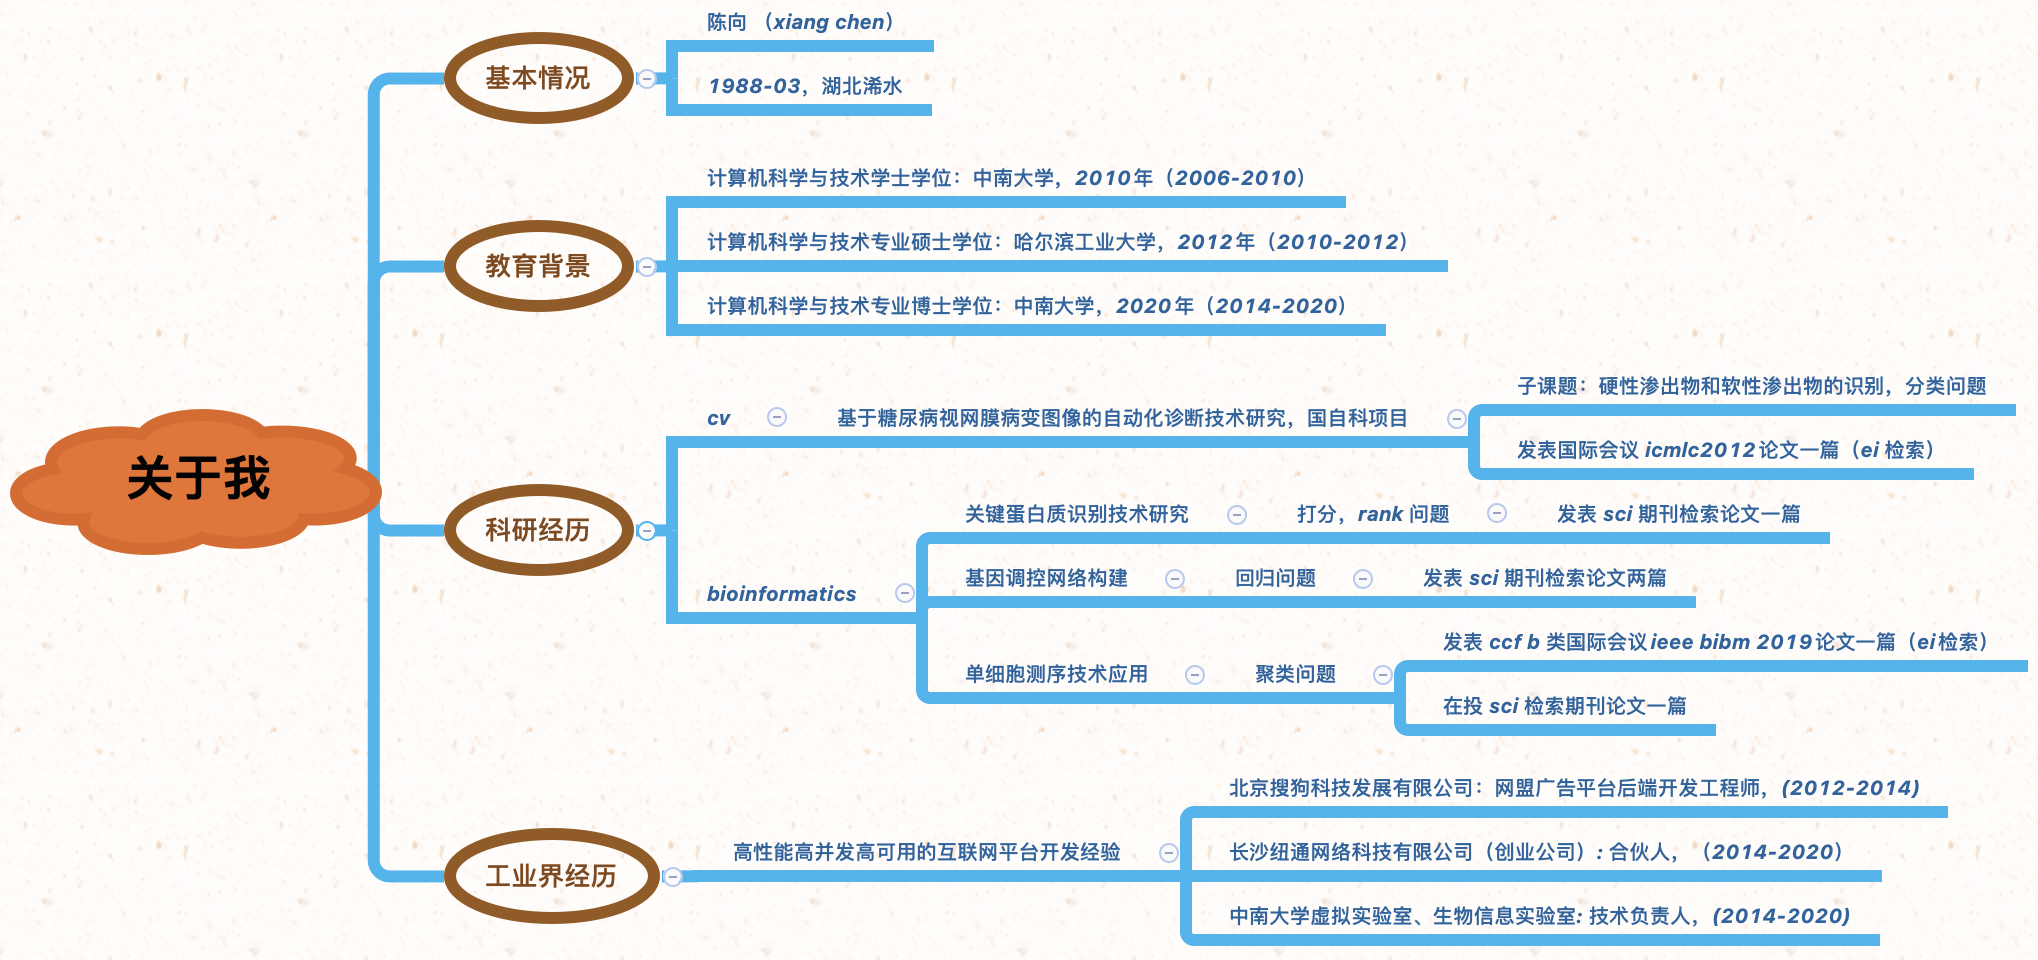 关于我
基本情况
陈向 （xiang chen）
1988-03，湖北浠水
教育背景
计算机科学与技术学士学位：中南大学，2010年（2006-2010）
计算机科学与技术专业硕士学位：哈尔滨工业大学，2012年（2010-2012）
计算机科学与技术专业博士学位：中南大学，2020年（2014-2020）
科研经历
cv
基于糖尿病视网膜病变图像的自动化诊断技术研究，国自科项目
子课题：硬性渗出物和软性渗出物的识别，分类问题
发表国际会议 icmlc2012论文一篇（ei 检索）
bioinformatics
关键蛋白质识别技术研究
打分，rank 问题
发表 sci 期刊检索论文一篇
基因调控网络构建
回归问题
发表 sci 期刊检索论文两篇
单细胞测序技术应用
聚类问题
发表 ccf b 类国际会议ieee bibm 2019论文一篇（ei检索）
在投 sci 检索期刊论文一篇
工业界经历
高性能高并发高可用的互联网平台开发经验
北京搜狗科技发展有限公司：网盟广告平台后端开发工程师，(2012-2014)
长沙纽通网络科技有限公司（创业公司）: 合伙人，（2014-2020）
中南大学虚拟实验室、生物信息实验室: 技术负责人，(2014-2020)